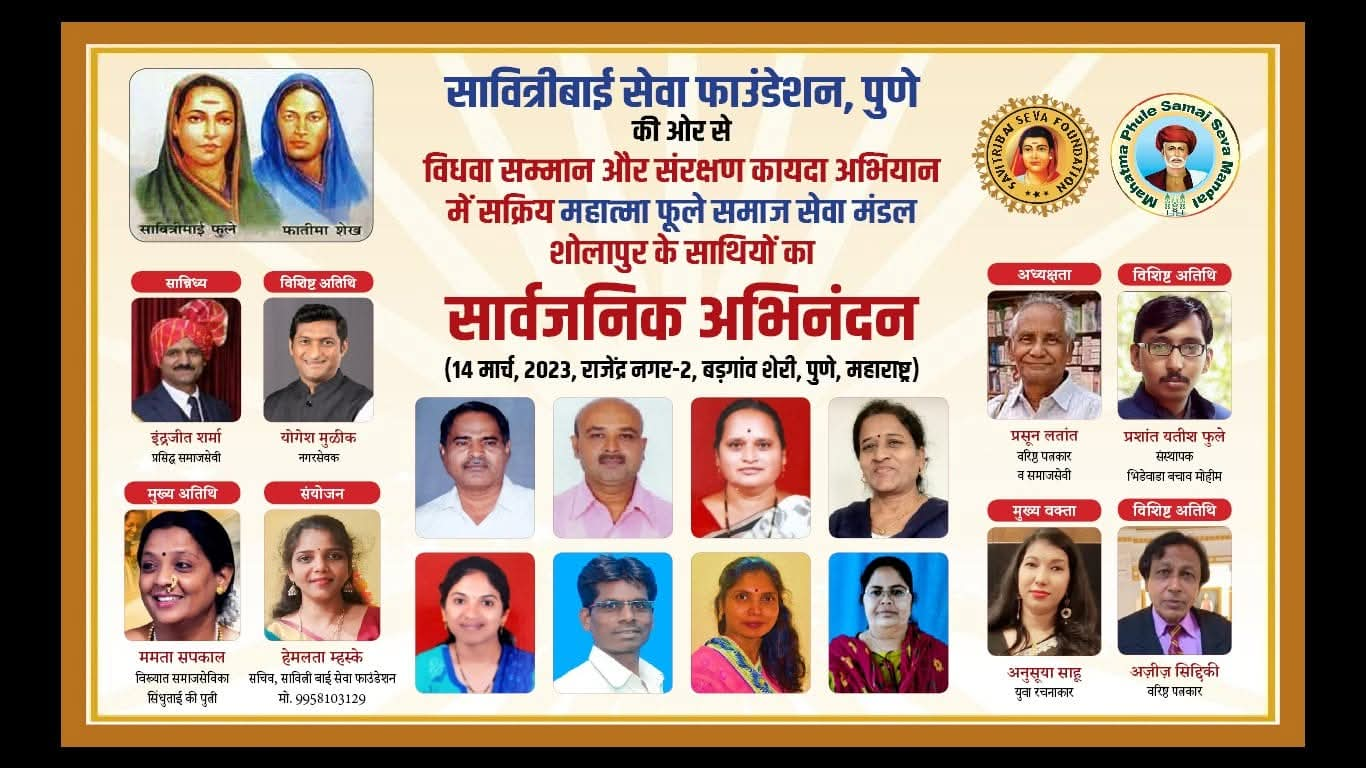 सावित्रीबाई सेवा फाउंडेशन, पुणे
की ओर से
विधवा सम्मान और संरक्षण कायदा अभियान
में सक्रिय महात्मा फूले समाज सेवा मंडल
शोलापुर के साथियों का
सार्वजनिक अभिनंदन
(14 मार्च, 2023, राजेंद्र नगर-2, बड़गांव शेरी, पुणे, महाराष्ट्र)
सावित्रीमाई फूले
फातीमा शेख
SAVITRIBAI SEVA FOUNDATION
Mahatma Phule Samaj Seva Mandal
सान्निध्य
इंद्रजीत शर्मा
प्रसिद्ध समाजसेवी
विशिष्ट अतिथि
योगेश मुळीक
नगरसेवक
मुख्य अतिथि
ममता सपकाल
विख्यात समाजसेविका
सिंधुताई की पुत्री
संयोजन
हेमलता म्हस्के
सचिव, सावित्री बाई सेवा फाउंडेशन
मो. 9958103129
अध्यक्षता
प्रसून लतांत
वरिष्ठ पत्रकार
व समाजसेवी
विशिष्ट अतिथि
प्रशांत यतीश फुले
संस्थापक
भिडेवाडा बचाव मोहीम
मुख्य वक्ता
अनुसूया साहू
युवा रचनाकार
विशिष्ट अतिथि
अज़ीज़ सिद्दिकी
वरिष्ठ पत्रकार